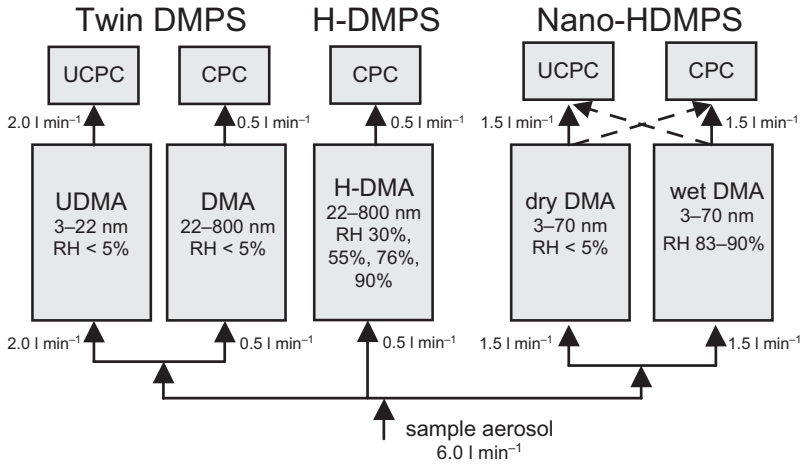 Twin DMPS
H-DMPS
Nano-HDMPS
UCPC
CPC
CPC
UCPC
CPC
2.0 l min⁻¹
0.5 l min⁻¹
0.5 l min⁻¹
1.5 l min⁻¹
1.5 l min⁻¹
UDMA
3–22 nm
RH < 5%
DMA
22–800 nm
RH < 5%
H-DMA
22–800 nm
RH 30%,
55%, 76%,
90%
dry DMA
3–70 nm
RH < 5%
wet DMA
3–70 nm
RH 83–90%
2.0 l min⁻¹
0.5 l min⁻¹
0.5 l min⁻¹
1.5 l min⁻¹
1.5 l min⁻¹
sample aerosol
6.0 l min⁻¹